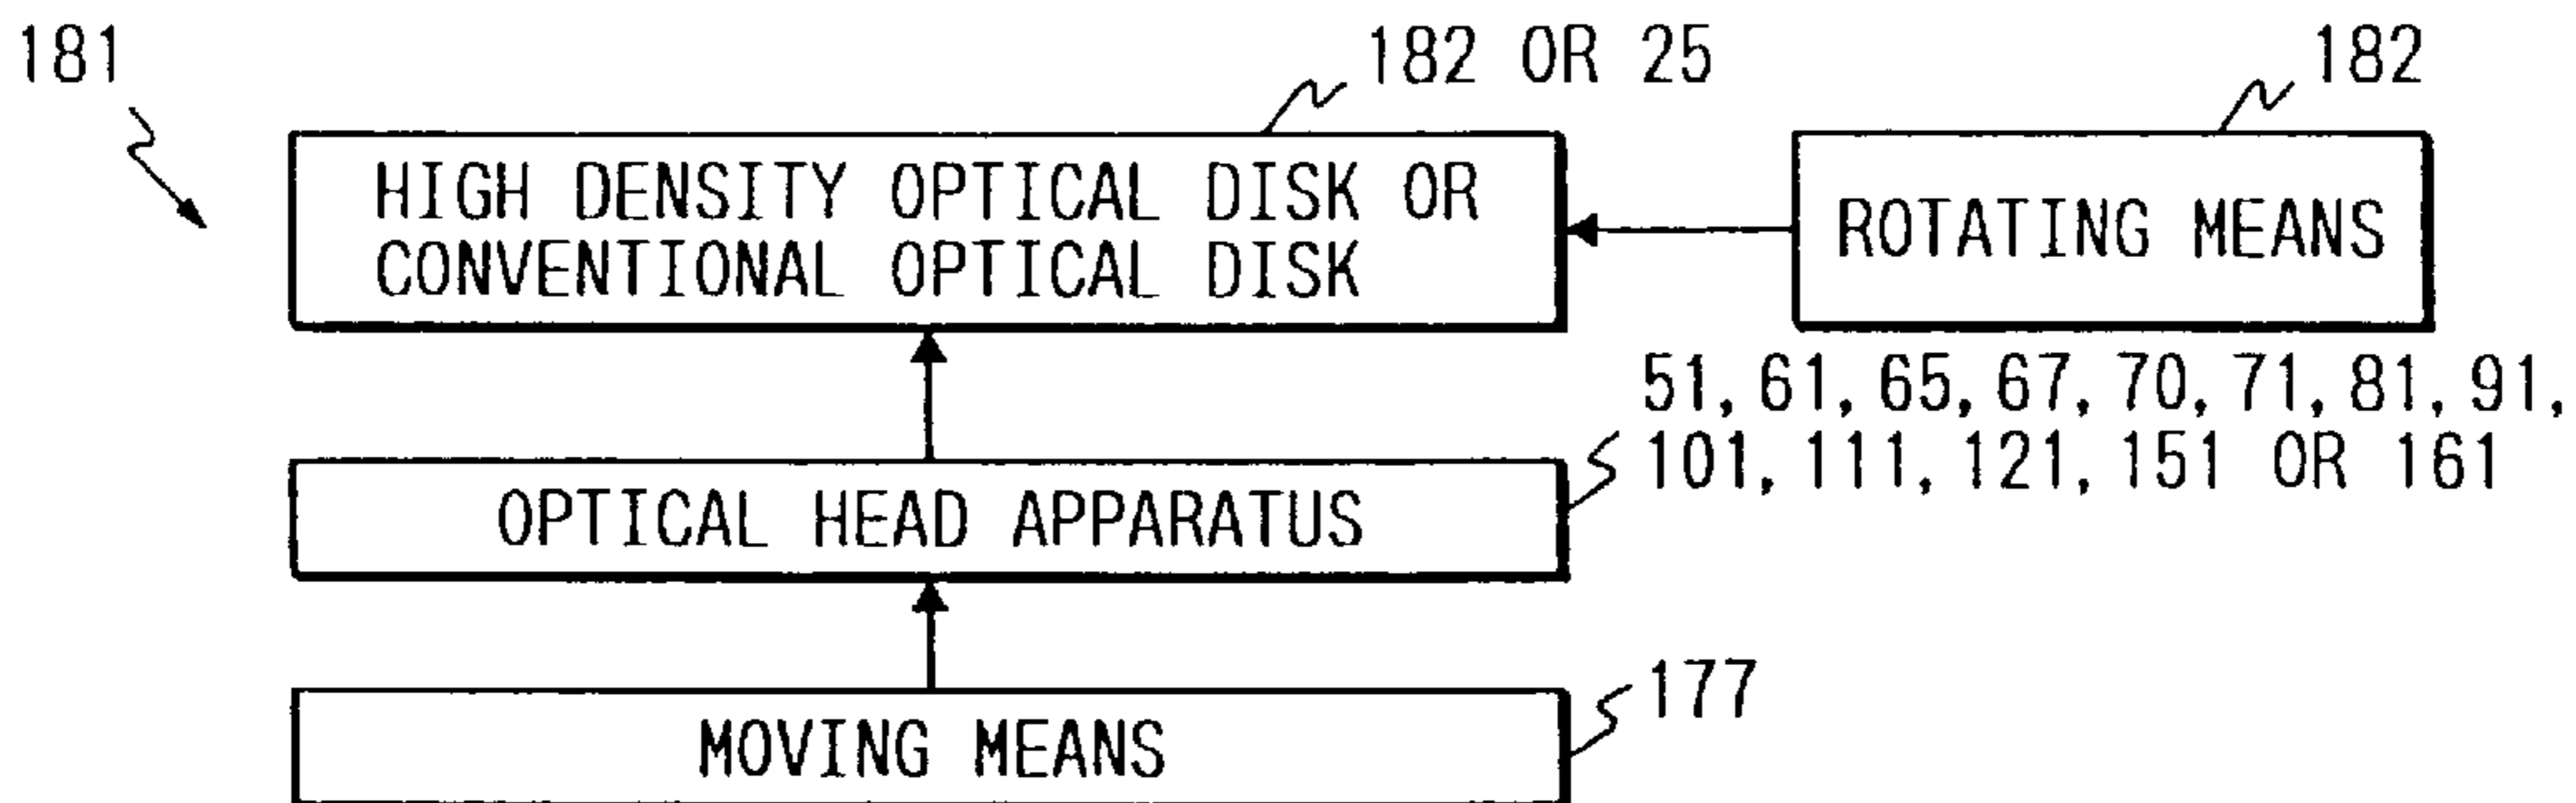 181
182 OR 25
182
HIGH DENSITY OPTICAL DISK OR
CONVENTIONAL OPTICAL DISK
ROTATING MEANS
51, 61, 65, 67, 70, 71, 81, 91,
101, 111, 121, 151 OR 161
OPTICAL HEAD APPARATUS
177
MOVING MEANS